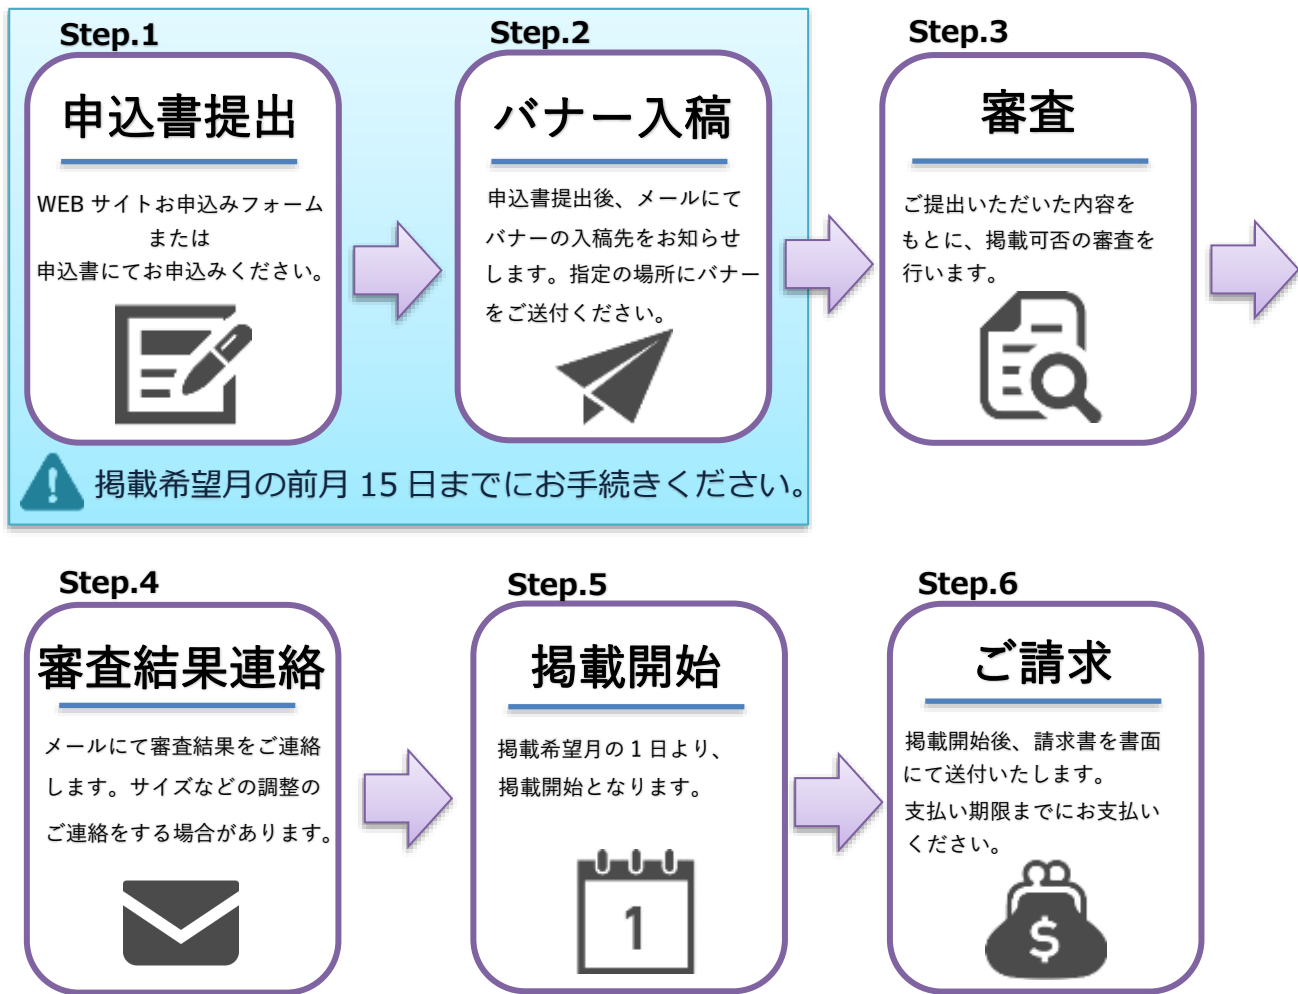 Step.1
申込書提出
WEB サイトお申込みフォーム
または
申込書にてお申込みください。
Step.2
バナー入稿
申込書提出後、メールにて
バナーの入稿先をお知らせ
します。指定の場所にバナー
をご送付ください。
掲載希望月の前月 15 日までにお手続きください。
Step.3
審査
ご提出いただいた内容を
もとに、掲載可否の審査を
行います。
Step.4
審査結果連絡
メールにて審査結果をご連絡
します。サイズなどの調整の
ご連絡をする場合があります。
Step.5
掲載開始
掲載希望月の 1 日より、
掲載開始となります。
1
Step.6
ご請求
掲載開始後、請求書を書面
にて送付いたします。
支払い期限までにお支払い
ください。
$